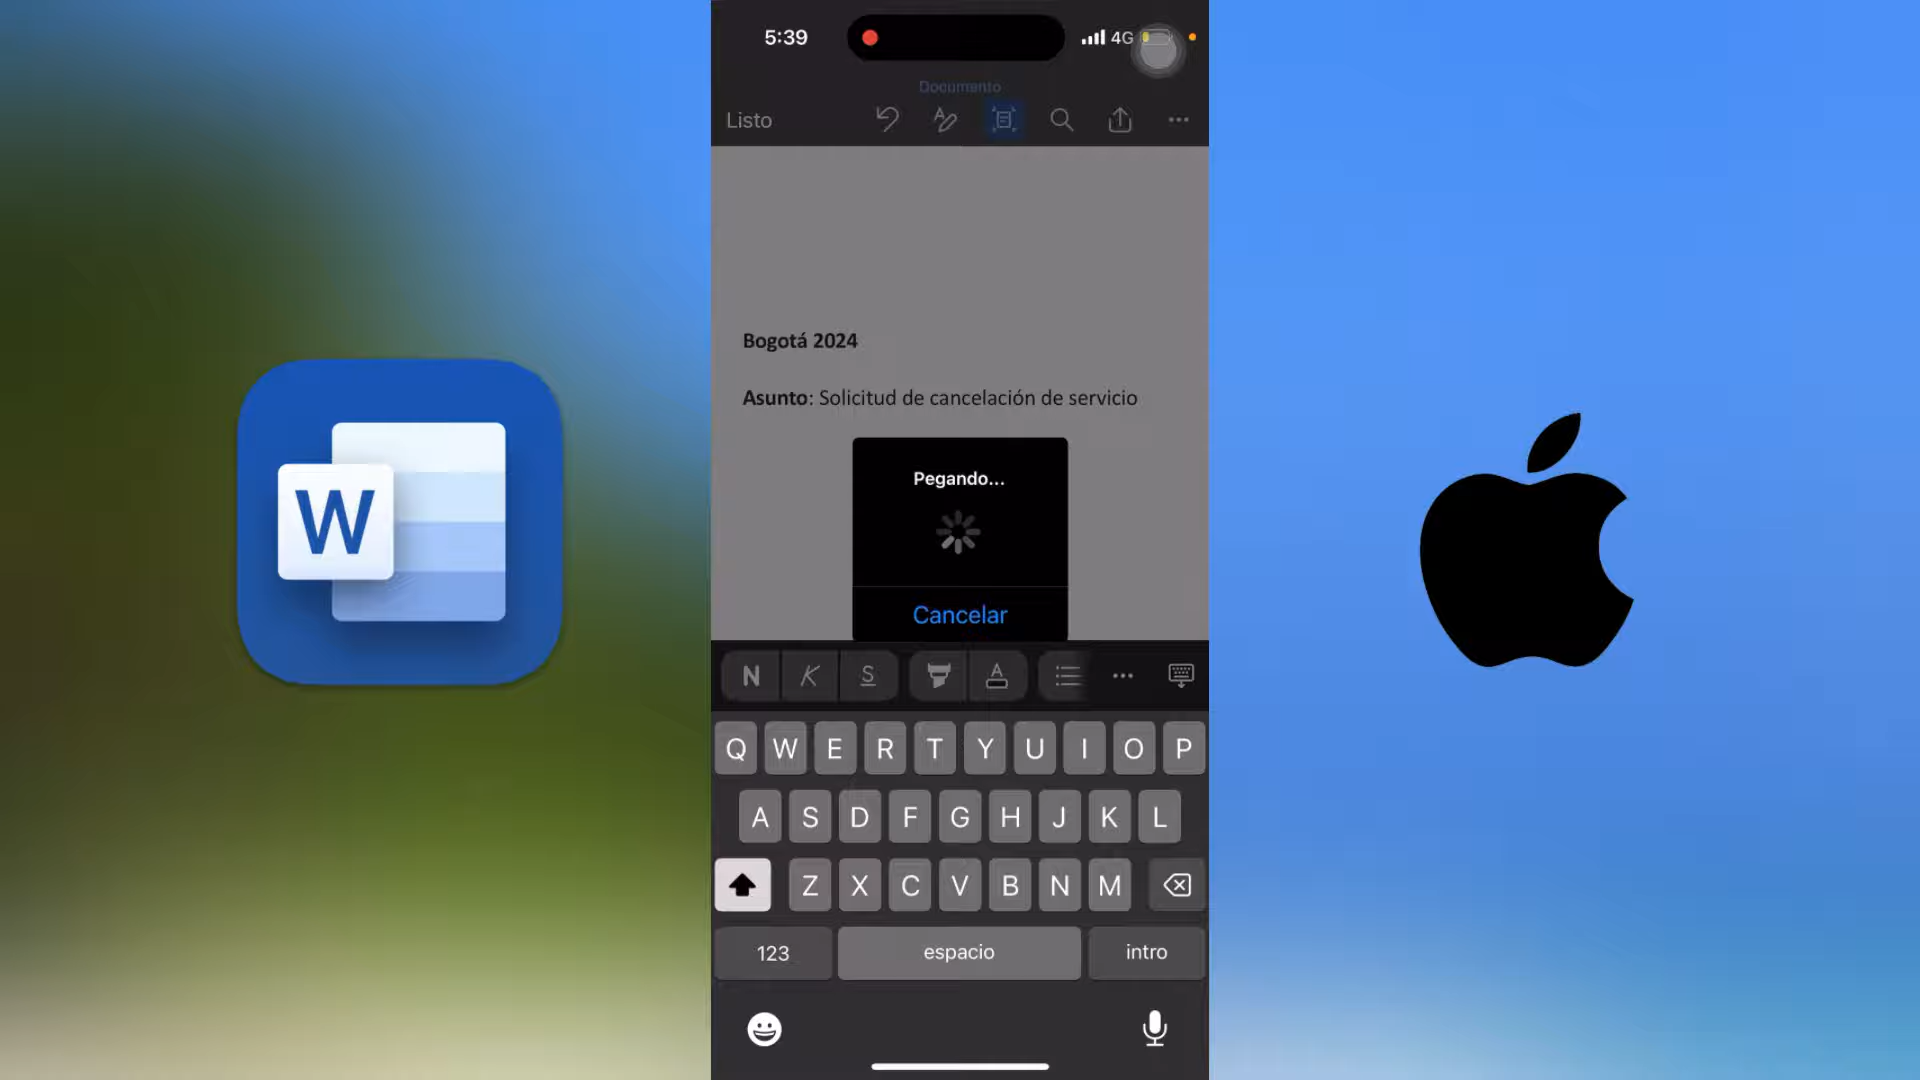 5:39
4G
Documento
Listo
Bogotá 2024
Asunto: Solicitud de cancelación de servicio
Pegando...
Cancelar
N K S A
Q W E R T Y U I O P
A S D F G H J K L
Z X C V B N M
123 espacio intro
W